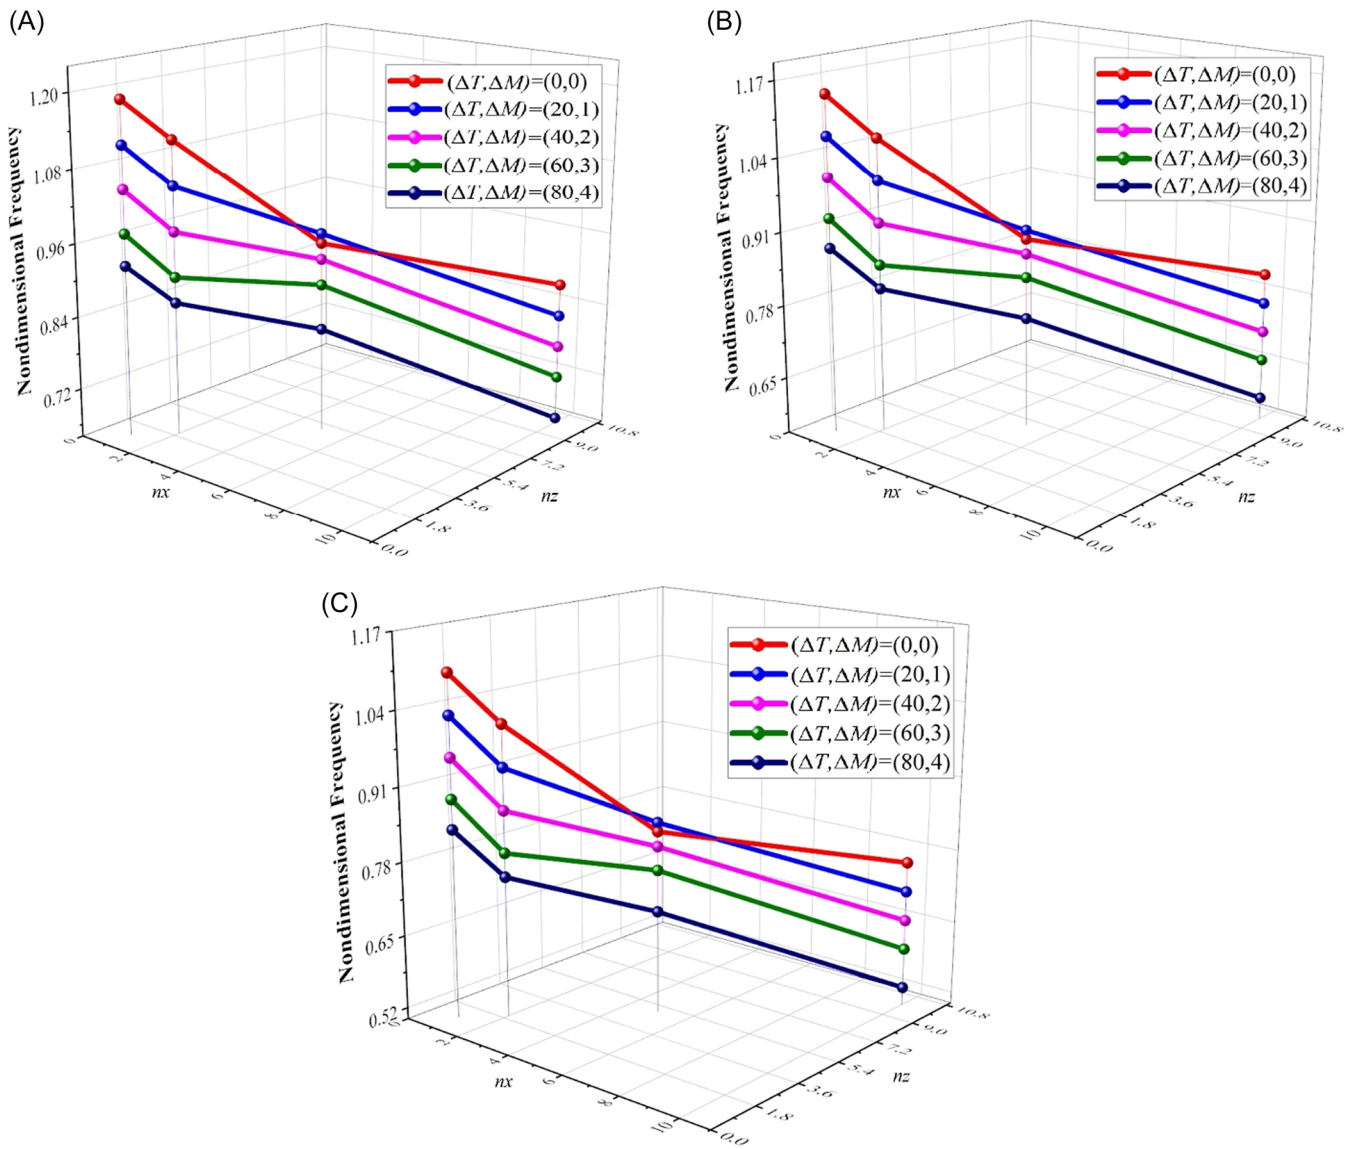 (A)
Nondimensional Frequency
1.20
1.08
0.96
0.84
0.72
0
2
4
6
8
10
nx
0.0
1.8
3.6
5.4
7.2
9.0
10.8
nz
(ΔT,ΔM)=(0,0)
(ΔT,ΔM)=(20,1)
(ΔT,ΔM)=(40,2)
(ΔT,ΔM)=(60,3)
(ΔT,ΔM)=(80,4)
(B)
Nondimensional Frequency
1.17
1.04
0.91
0.78
0.65
0
2
4
6
8
10
nx
0.0
1.8
3.6
5.4
7.2
9.0
10.8
nz
(ΔT,ΔM)=(0,0)
(ΔT,ΔM)=(20,1)
(ΔT,ΔM)=(40,2)
(ΔT,ΔM)=(60,3)
(ΔT,ΔM)=(80,4)
(C)
Nondimensional Frequency
1.17
1.04
0.91
0.78
0.65
0.52
0
2
4
6
8
10
nx
0.0
1.8
3.6
5.4
7.2
9.0
10.8
nz
(ΔT,ΔM)=(0,0)
(ΔT,ΔM)=(20,1)
(ΔT,ΔM)=(40,2)
(ΔT,ΔM)=(60,3)
(ΔT,ΔM)=(80,4)